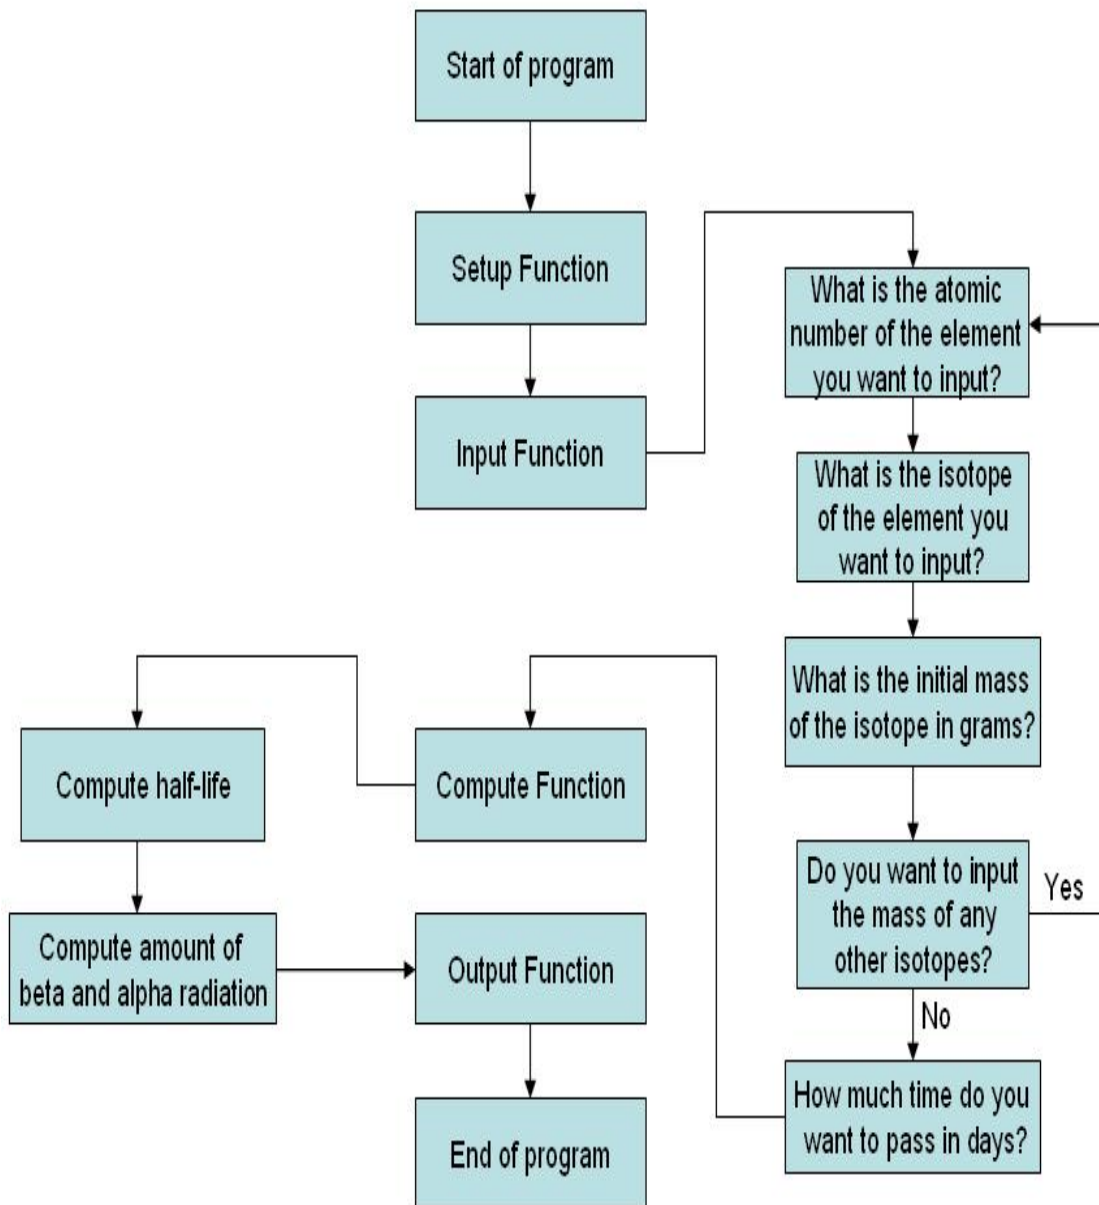 Start of program
Setup Function
Input Function
What is the atomic
number of the element
you want to input?
What is the isotope
of the element you
want to input?
What is the initial mass
of the isotope in grams?
Do you want to input
the mass of any
other isotopes?
Yes
No
How much time do you
want to pass in days?
Compute Function
Compute half-life
Compute amount of
beta and alpha radiation
Output Function
End of program